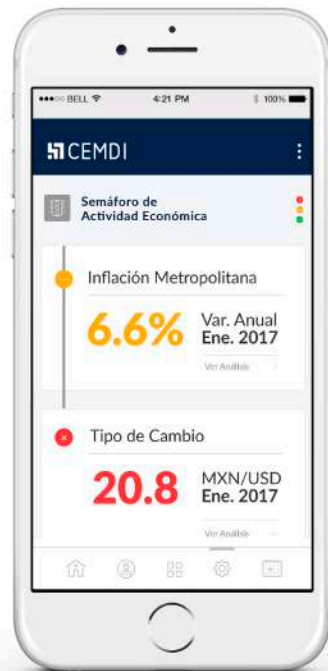 BELL 4:21 PM 100%
CEMDI
Semáforo de
Actividad Económica
Inflación Metropolitana
6.6%
Var. Anual
Ene. 2017
Ver Análisis
Tipo de Cambio
20.8
MXN/USD
Ene. 2017
Ver Análisis